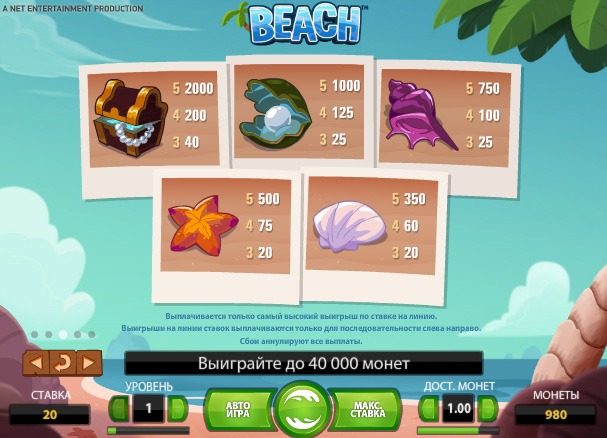 A NET ENTERTAINMENT PRODUCTION
BEACH™
5 2000
4 200
3 40
5 1000
4 125
3 25
5 750
4 100
3 25
5 500
4 75
3 20
5 350
4 60
3 20
Выплачивается только самый высокий выигрыш по ставке на линию.
Выигрыши на линии ставок выплачиваются только для последовательности слева направо.
Сбои аннулируют все выплаты.
Выиграйте до 40 000 монет
СТАВКА
20
УРОВЕНЬ
1
АВТО
ИГРА
МАКС.
СТАВКА
ДОСТ. МОНЕТ
1.00
МОНЕТЫ
980